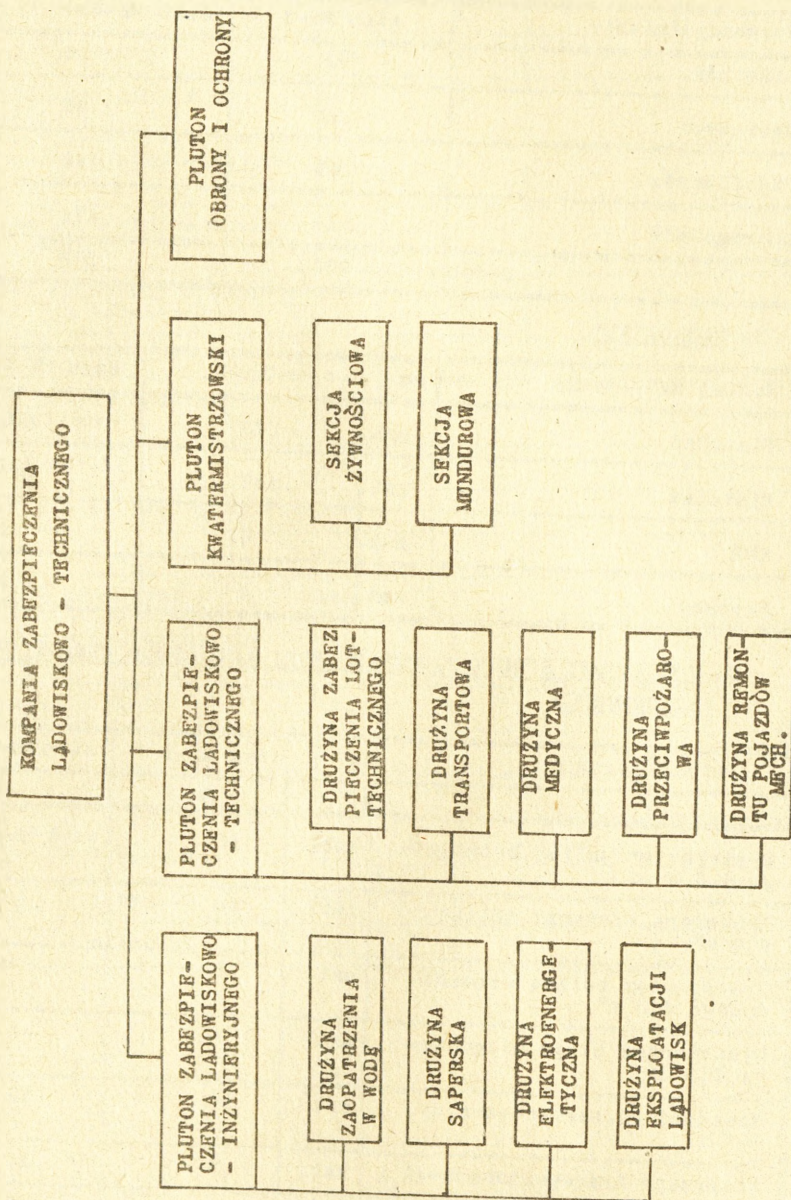 KOMPANIA ZABEZPIECZENIA
LĄDOWISKOWO - TECHNICZNEGO
PLUTON ZABEZPIE-
CZENIA LADOWISKOWO
- INŻYNIERYJNEGO
DRUŻYNA
ZAOPATRZENIA
W WODĘ
DRUŻYNA
SAPERSKA
DRUŻYNA
ELEKTROENERGE-
TYCZNA
DRUŻYNA
EKSPLOATACJI
LĄDOWISK
PLUTON ZABEZPIE-
CZENIA LADOWISKOWO
- TECHNICZNEGO
DRUŻYNA ZABEZ
PIECZENIA LOT-
TECHNICZNEGO
DRUŻYNA
TRANSPORTOWA
DRUŻYNA
MEDYCZNA
DRUŻYNA
PRZECIWPOŻARO-
WA
DRUŻYNA REMON-
TU POJAZDÓW
MECH.
PLUTON
KWATERMISTRZOWSKI
SEKCJA
ŻYWNOŚCIOWA
SEKCJA
MUNDUROWA
PLUTON
OBRONY I OCHRONY